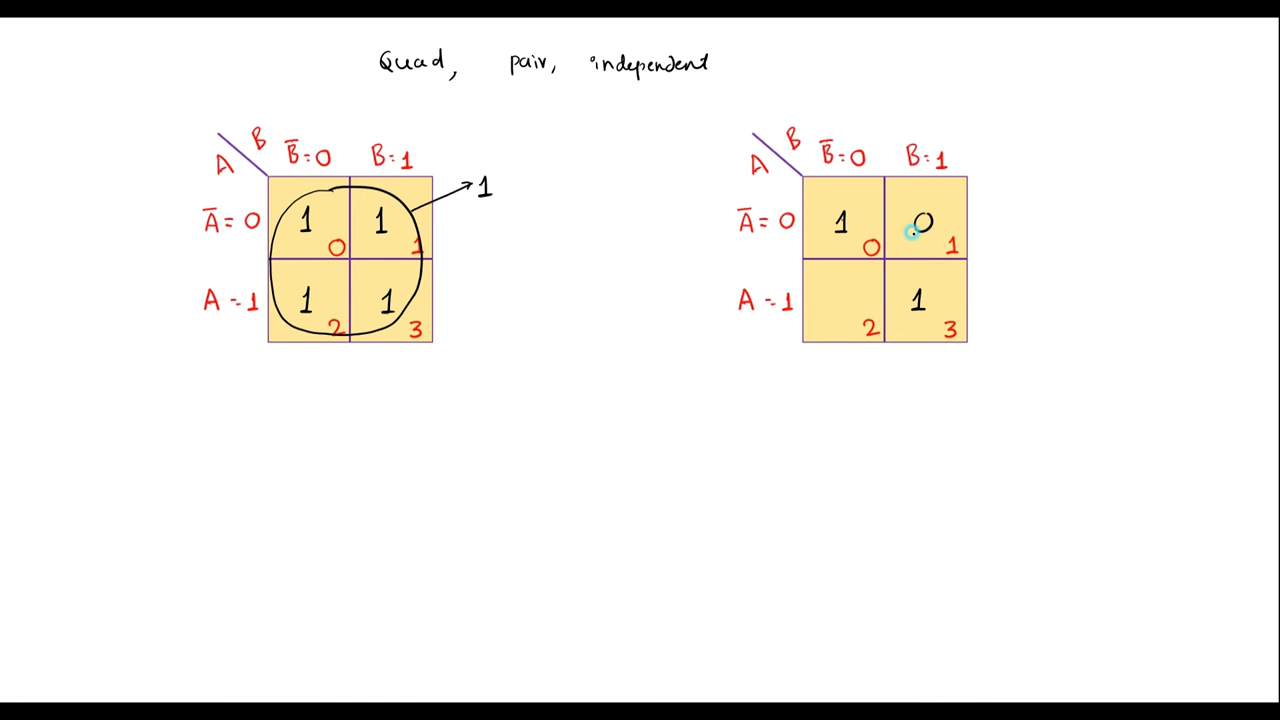 Quad, pair, independent
B B̅=0 B=1
A
A̅=0 1 0 1 1
A=1 1 2 1 3
1
B B̅=0 B=1
A
A̅=0 1 0 0 1
A=1 2 1 3